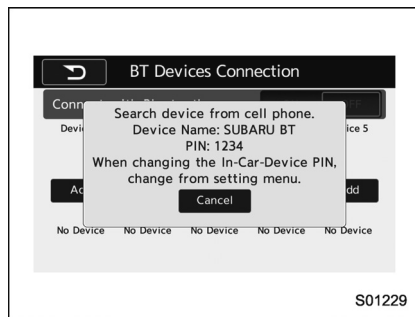 BT Devices Connection
Search device from cell phone.
Device Name: SUBARU BT
PIN: 1234
When changing the In-Car-Device PIN,
change from setting menu.
Cancel
No Device No Device No Device No Device No Device
S01229